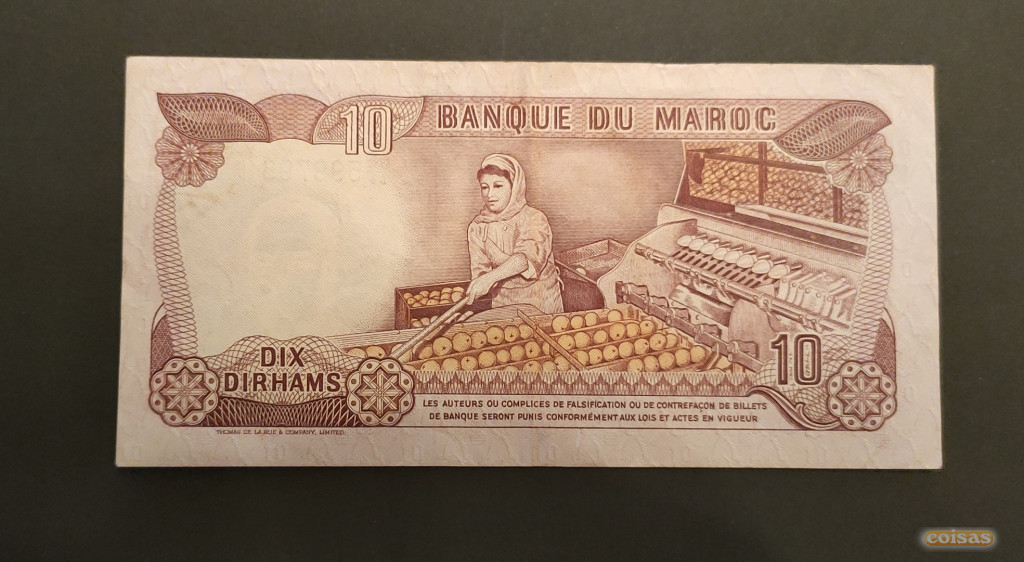 10 BANQUE DU MAROC
DIX
DIRHAMS
10
LES AUTEURS OU COMPLICES DE FALSIFICATION OU DE CONTREFAÇON DE BILLETS
DE BANQUE SERONT PUNIS CONFORMÉMENT AUX LOIS ET ACTES EN VIGUEUR
THOMAS DE LA RUE & COMPANY, LIMITED.
coisas